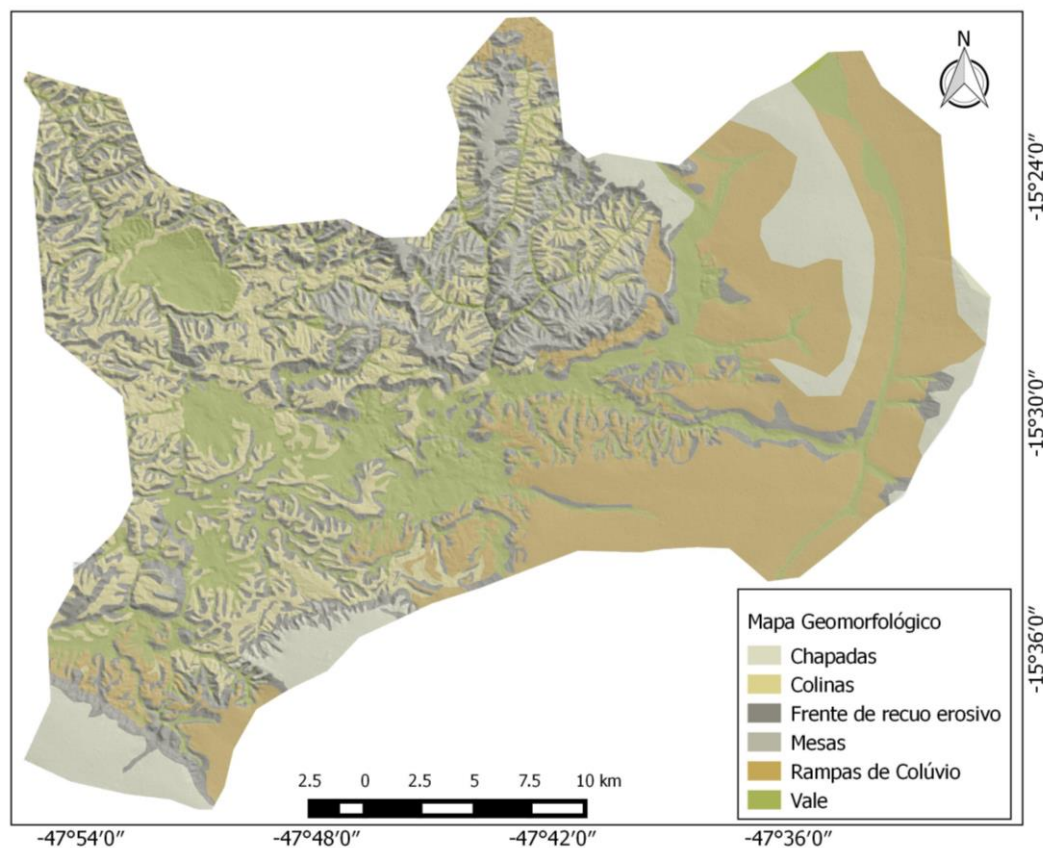 N
-15°24′0″
-15°30′0″
-15°36′0″
Mapa Geomorfológico
Chapadas
Colinas
Frente de recuo erosivo
Mesas
Rampas de Colúvio
Vale
2.5 0 2.5 5 7.5 10 km
-47°54′0″ -47°48′0″ -47°42′0″ -47°36′0″